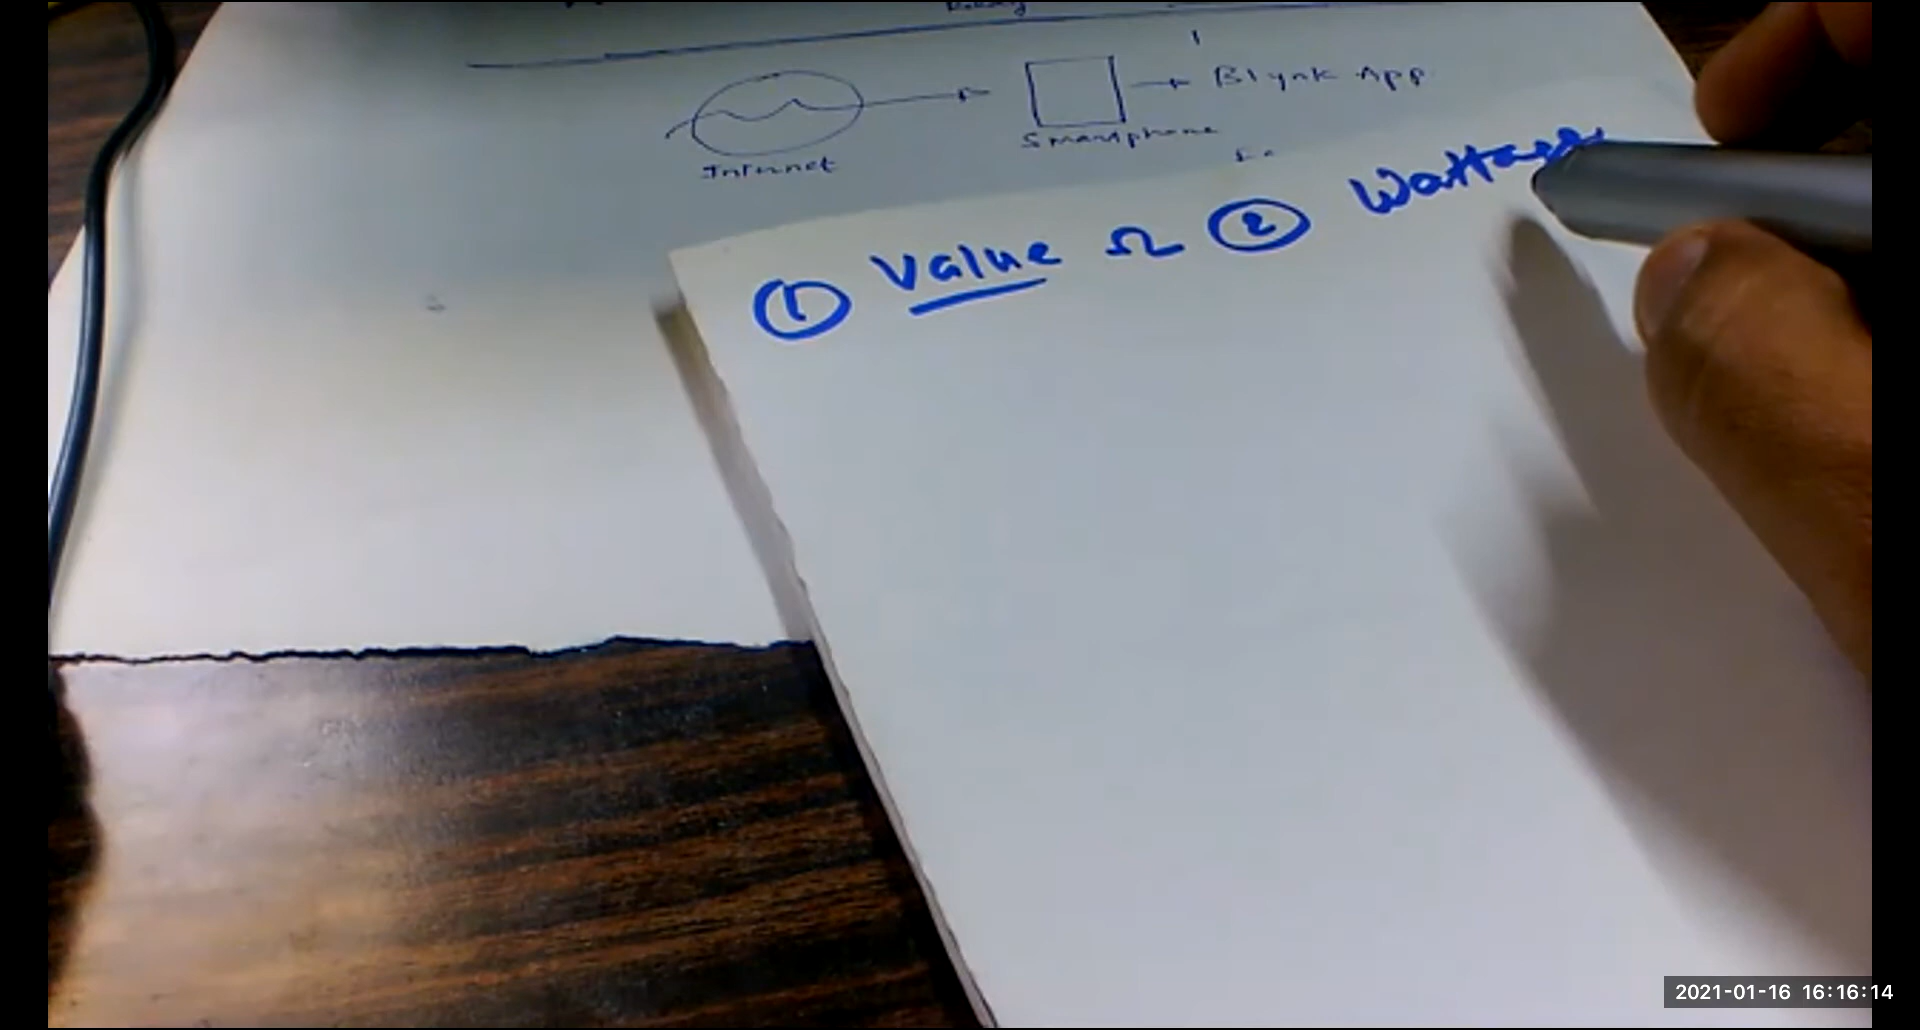 → Blynk App
Internet
Smartphone
① Value Ω ② Wattage
2021-01-16 16:16:14